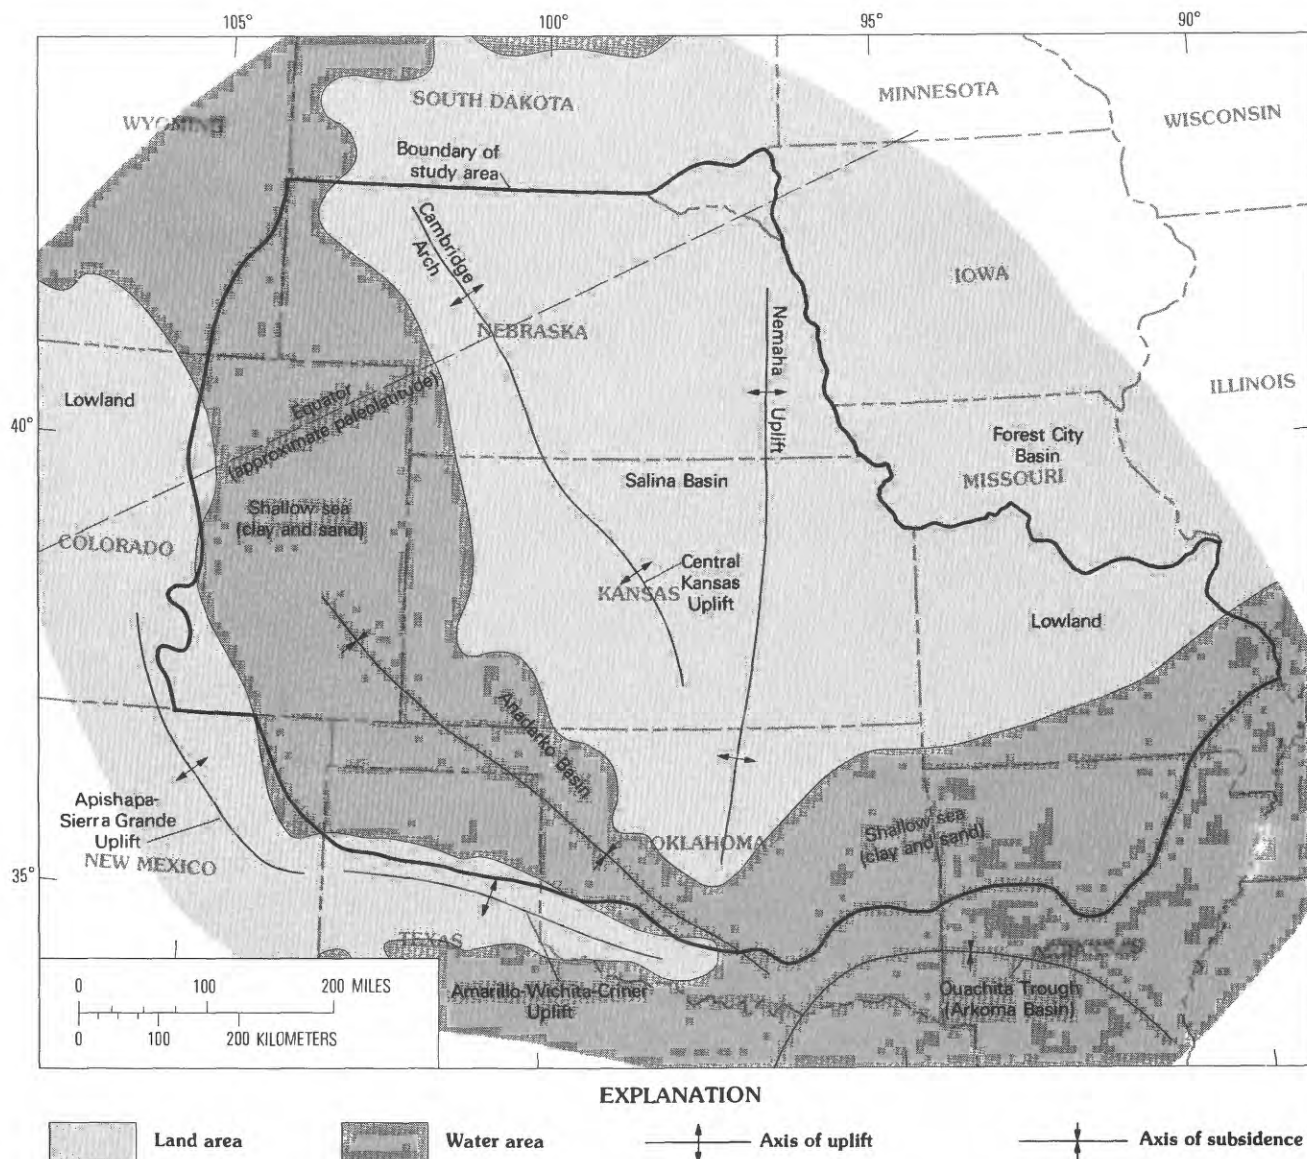 105°
100°
95°
90°
SOUTH DAKOTA
MINNESOTA
WISCONSIN
WYOMING
Boundary of
study area
Cambridge
Arch
IOWA
NEBRASKA
Nemaha
Uplift
ILLINOIS
Lowland
40°
Equator
(approximate paleolatitude)
Forest City
Basin
MISSOURI
Salina Basin
Shallow sea
(clay and sand)
COLORADO
Central
Kansas
Uplift
KANSAS
Lowland
Anadarko Basin
Apishapa-
Sierra Grande
Uplift
NEW MEXICO
OKLAHOMA
Shallow sea
(clay and sand)
35°
TEXAS
Amarillo-Wichita-Criner
Uplift
Ouachita Trough
(Arkoma Basin)
0 100 200 MILES
0 100 200 KILOMETERS
EXPLANATION
Land area
Water area
Axis of uplift
Axis of subsidence